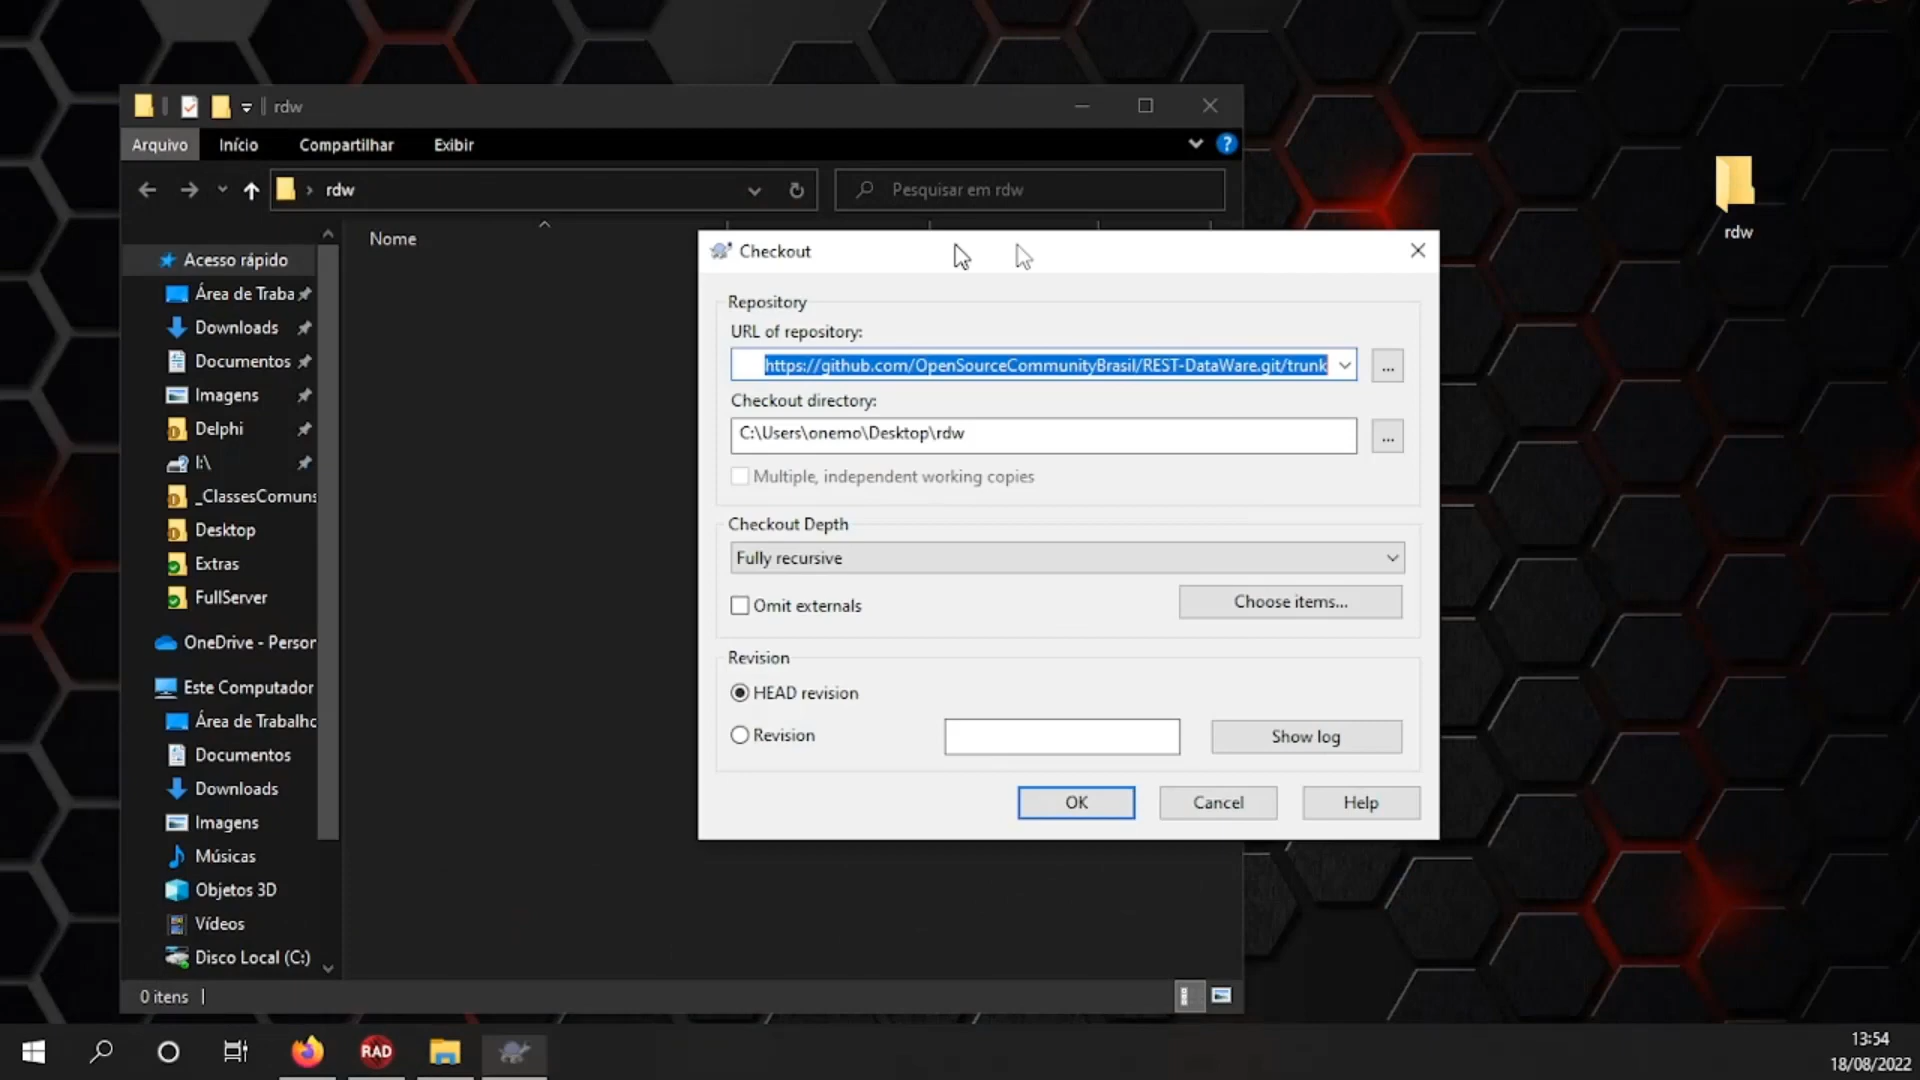 rdw
Arquivo
Início
Compartilhar
Exibir
?
rdw
Pesquisar em rdw
Nome
Acesso rápido
Área de Traba
Downloads
Documentos
Imagens
Delphi
I:\
_ClassesComuns
Desktop
Extras
FullServer
OneDrive - Person
Este Computador
Área de Trabalho
Documentos
Downloads
Imagens
Músicas
Objetos 3D
Vídeos
Disco Local (C:)
0 itens
Checkout
Repository
URL of repository:
https://github.com/OpenSourceCommunityBrasil/REST-DataWare.git/trunk
...
Checkout directory:
C:\Users\onemo\Desktop\rdw
...
Multiple, independent working copies
Checkout Depth
Fully recursive
Omit externals
Choose items...
Revision
HEAD revision
Revision
Show log
OK
Cancel
Help
rdw
RAD
13:54
18/08/2022